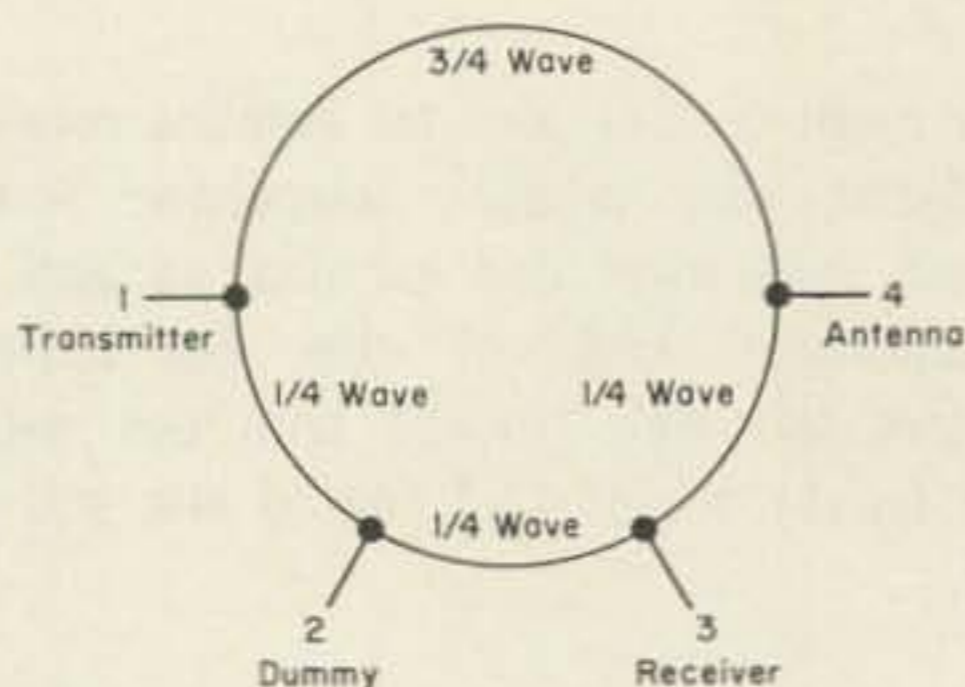 3/4 Wave
1
Transmitter
4
Antenna
1/4 Wave
1/4 Wave
1/4 Wave
2
Dummy
3
Receiver